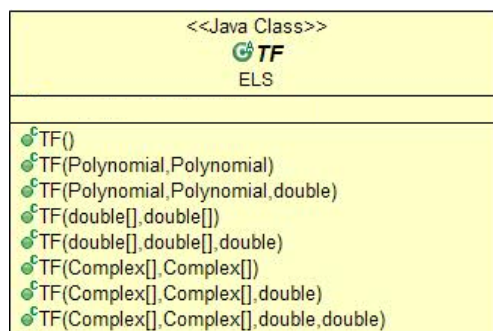 <<Java Class>>
TF
ELS
TF()
TF(Polynomial,Polynomial)
TF(Polynomial,Polynomial,double)
TF(double[],double[])
TF(double[],double[],double)
TF(Complex[],Complex[])
TF(Complex[],Complex[],double)
TF(Complex[],Complex[],double,double)